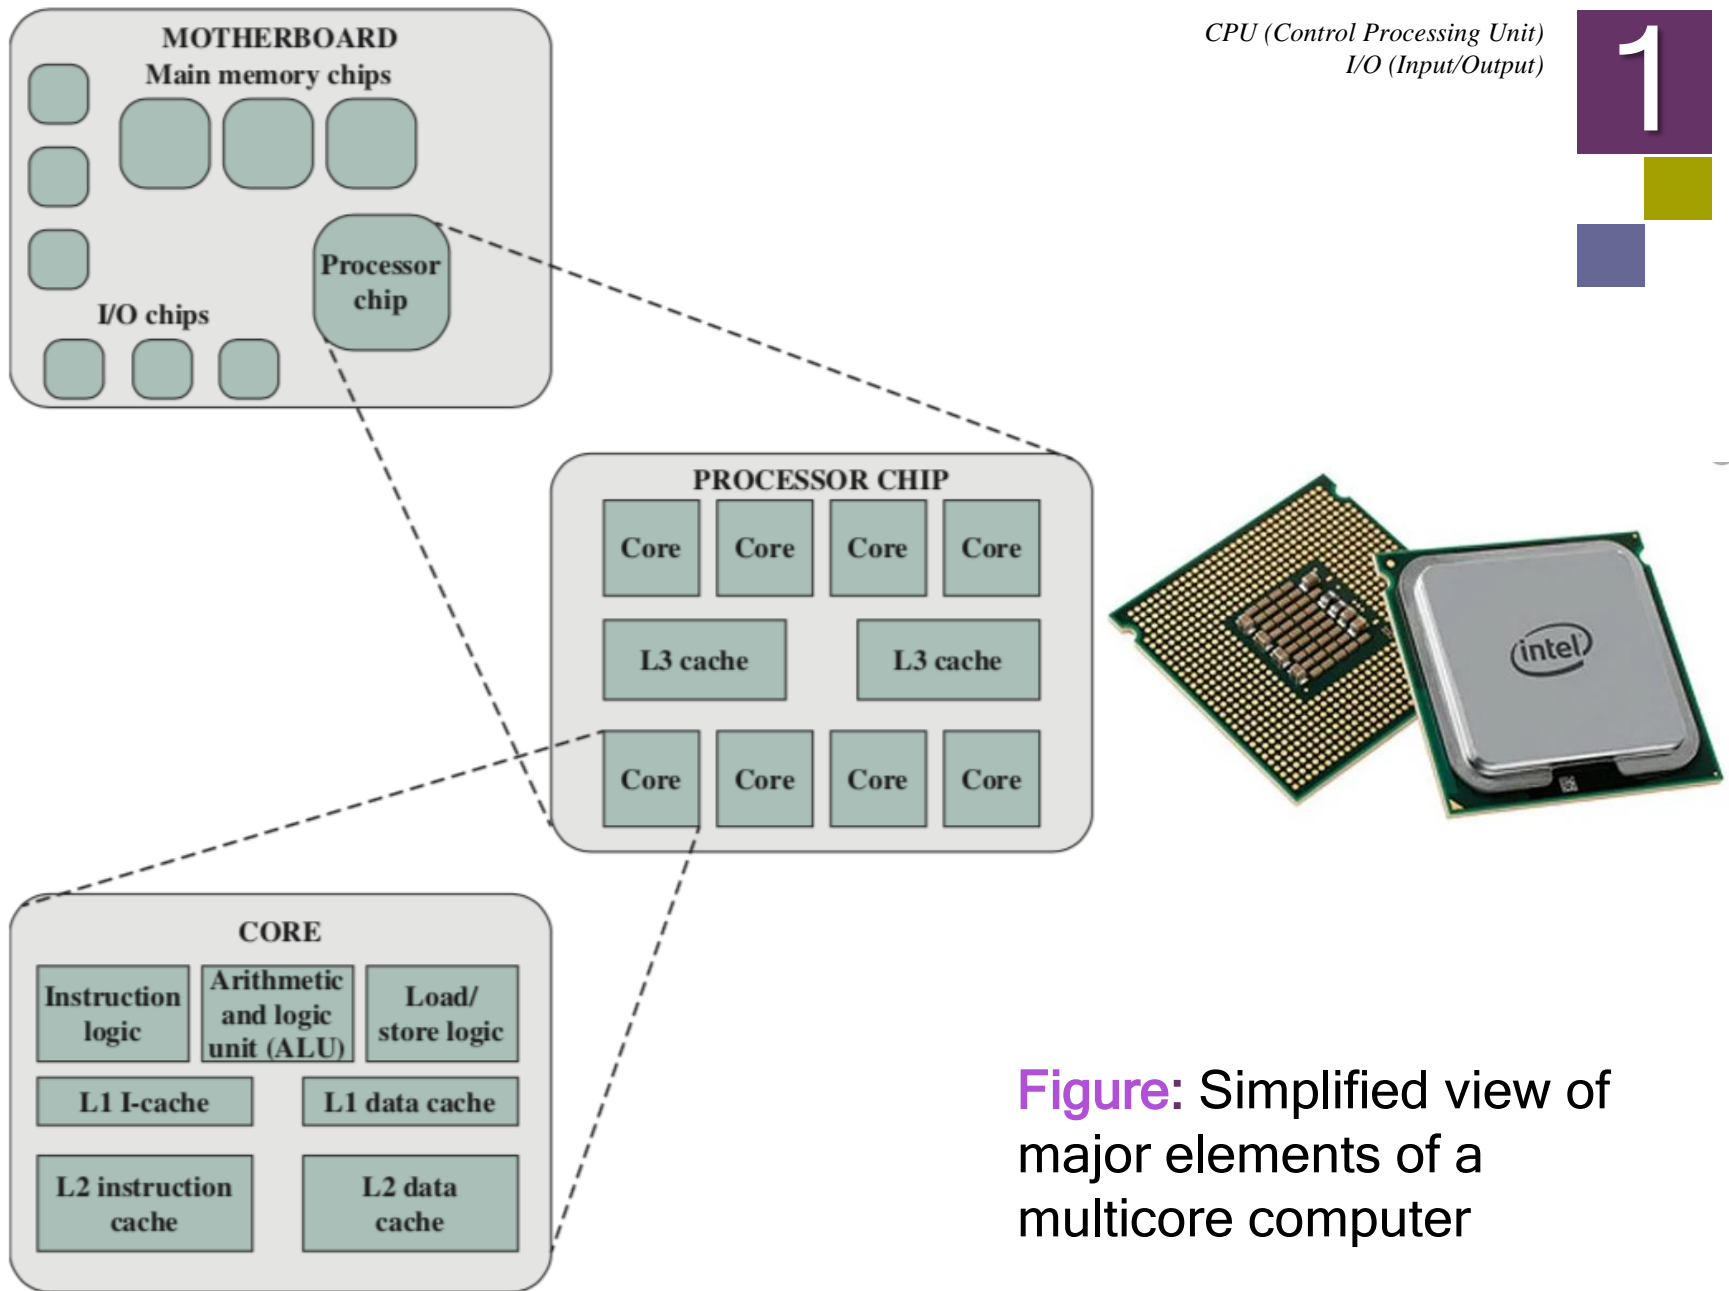 MOTHERBOARD
Main memory chips
Processor
chip
I/O chips
CPU (Control Processing Unit)
I/O (Input/Output)
1
PROCESSOR CHIP
Core
Core
Core
Core
L3 cache
L3 cache
Core
Core
Core
Core
intel
CORE
Instruction
logic
Arithmetic
and logic
unit (ALU)
Load/
store logic
L1 I-cache
L1 data cache
L2 instruction
cache
L2 data
cache
Figure: Simplified view of
major elements of a
multicore computer